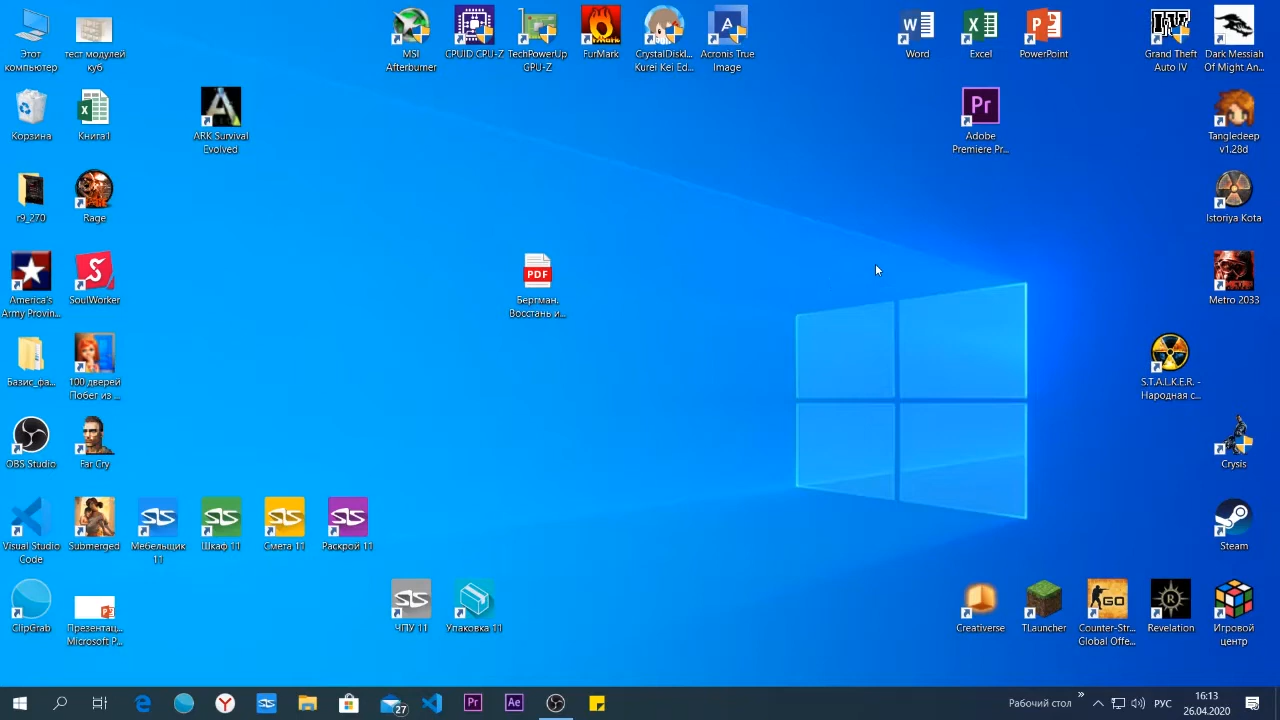 Этот
компьютер
тест модулей
куб
MSI
Afterburner
CPUID CPU-Z
TechPowerUp
GPU-Z
FurMark
CrystalDiskI...
Kurei Kei Ed...
Acronis True
Image
Word
Excel
PowerPoint
Grand Theft
Auto IV
Dark Messiah
Of Might An...
Корзина
Книга1
ARK Survival
Evolved
Adobe
Premiere Pr...
Tangledeep
v1.28d
r9_270
Rage
Istoriya Kota
America's
Army Provin...
SoulWorker
PDF
Бергман.
Восстань и...
Metro 2033
Базис_фа...
100 дверей
Побег из ...
S.T.A.L.K.E.R. -
Народная с...
OBS Studio
Far Cry
Crysis
Visual Studio
Code
Submerged
Мебельщик
11
Шкаф 11
Смета 11
Раскрой 11
Steam
ClipGrab
Презентац...
Microsoft P...
ЧПУ 11
Упаковка 11
Creativerse
TLauncher
GO
Counter-Str...
Global Offe...
Revelation
Игровой
центр
27
Pr
Ae
Рабочий стол
»
РУС
16:13
26.04.2020